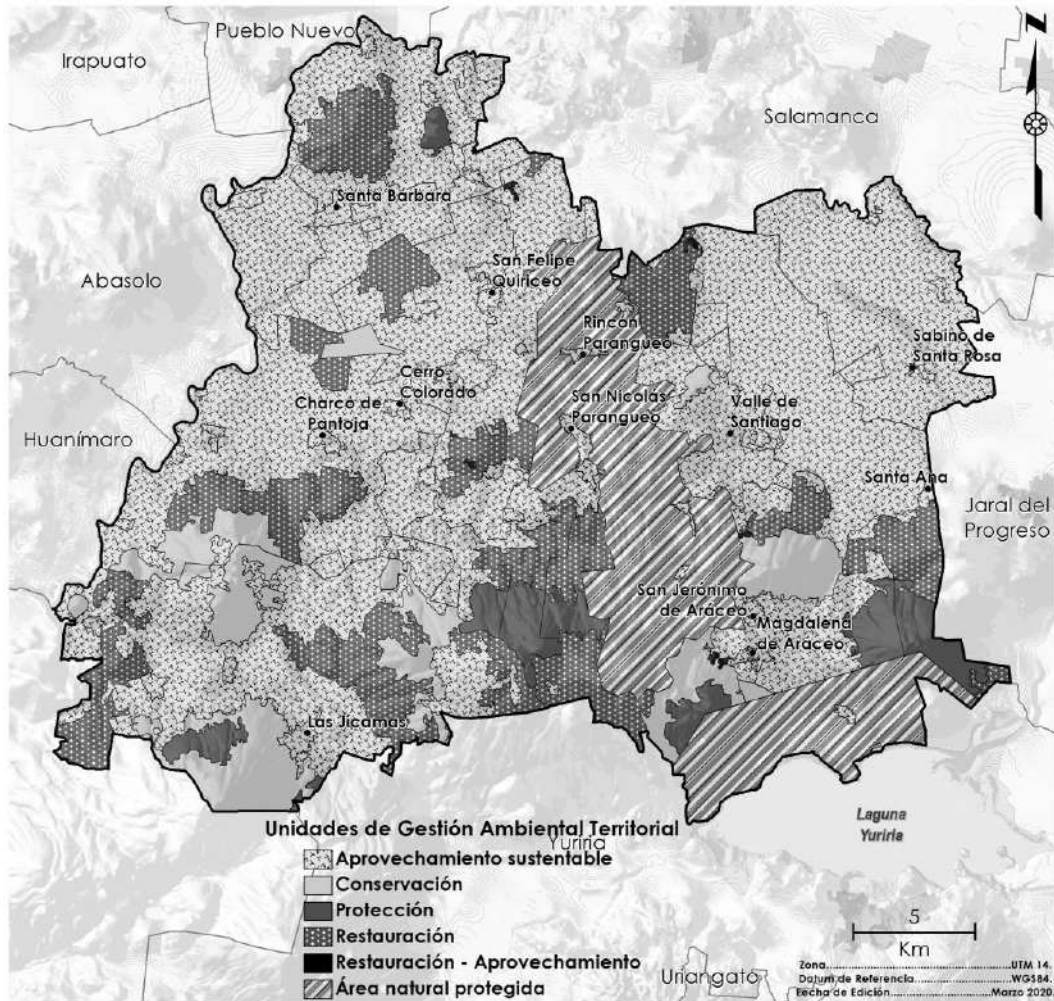 Pueblo Nuevo
Irapuato
Z
Salamanca
Santa Bárbara
Abasolo
San Felipe
Quiriceo
Rincón
Parangueo
Sabino de
Santa Rosa
Cerro
Colorado
Charco de
Pantoja
San Nicolás
Parangueo
Valle de
Santiago
Huanímaro
Santa Ana
Jaral del
Progreso
San Jerónimo
de Aráceo
Magdalena
de Aráceo
Las Jícamas
Laguna
Yuriria
Unidades de Gestión Ambiental Territorial
Yuriria
Aprovechamiento sustentable
Conservación
Protección
Restauración
Restauración - Aprovechamiento
Área natural protegida
5
Km
Uriangato
Zona UTM 14.
Datum de Referencia WGS84.
Fecha de Edición Marzo 2020.